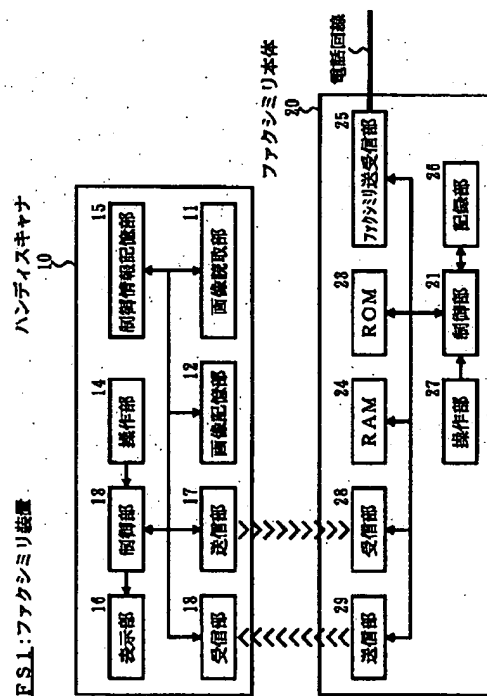 FS1:ファクシミリ装置
ハンディスキャナ
10
16
表示部
13
制御部
14
操作部
15
制御情報記憶部
18
受信部
17
送信部
12
画像記憶部
11
画像読取部
ファクシミリ本体
20
電話回線
29
送信部
28
受信部
24
RAM
23
ROM
25
ファクシミリ送受信部
27
操作部
21
制御部
26
記録部